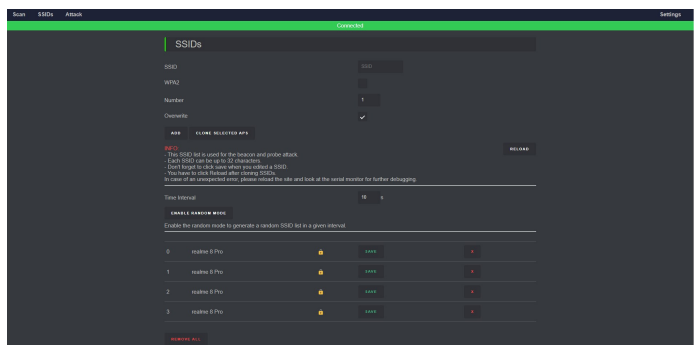 Scan SSIDs Attack Settings
Connected
SSIDs
SSID SSID
WPA2
Number 1
Overwrite
ADD CLONE SELECTED APS
INFO:
- This SSID list is used for the beacon and probe attack.
- Each SSID can be up to 32 characters.
- Don't forget to click save when you edited a SSID.
- You have to click Reload after cloning SSIDs.
In case of an unexpected error, please reload the site and look at the serial monitor for further debugging.
RELOAD
Time Interval 10 s
ENABLE RANDOM MODE
Enable the random mode to generate a random SSID list in a given interval.
0 realme 8 Pro SAVE X
1 realme 8 Pro SAVE X
2 realme 8 Pro SAVE X
3 realme 8 Pro SAVE X
REMOVE ALL